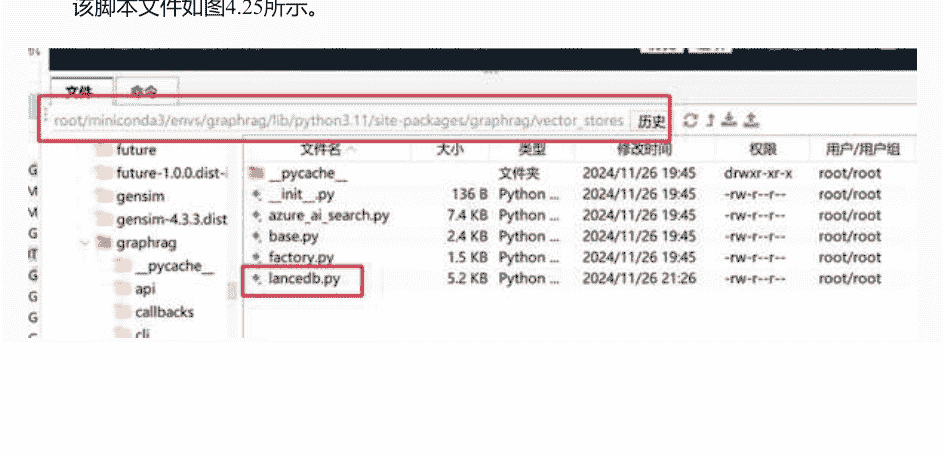 该脚本文件如图4.25所示。
文件 命令
root/miniconda3/envs/graphrag/lib/python3.11/site-packages/graphrag/vector_stores 历史
文件名 大小 类型 修改时间 权限 用户/用户组
future
future-1.0.0.dist-i
gensim
gensim-4.3.3.dist
graphrag
__pycache__
api
callbacks
cli
__pycache__ 文件夹 2024/11/26 19:45 drwxr-xr-x root/root
__init__.py 136 B Python ... 2024/11/26 19:45 -rw-r--r-- root/root
azure_ai_search.py 7.4 KB Python ... 2024/11/26 19:45 -rw-r--r-- root/root
base.py 2.4 KB Python ... 2024/11/26 19:45 -rw-r--r-- root/root
factory.py 1.5 KB Python ... 2024/11/26 19:45 -rw-r--r-- root/root
lancedb.py 5.2 KB Python ... 2024/11/26 21:26 -rw-r--r-- root/root